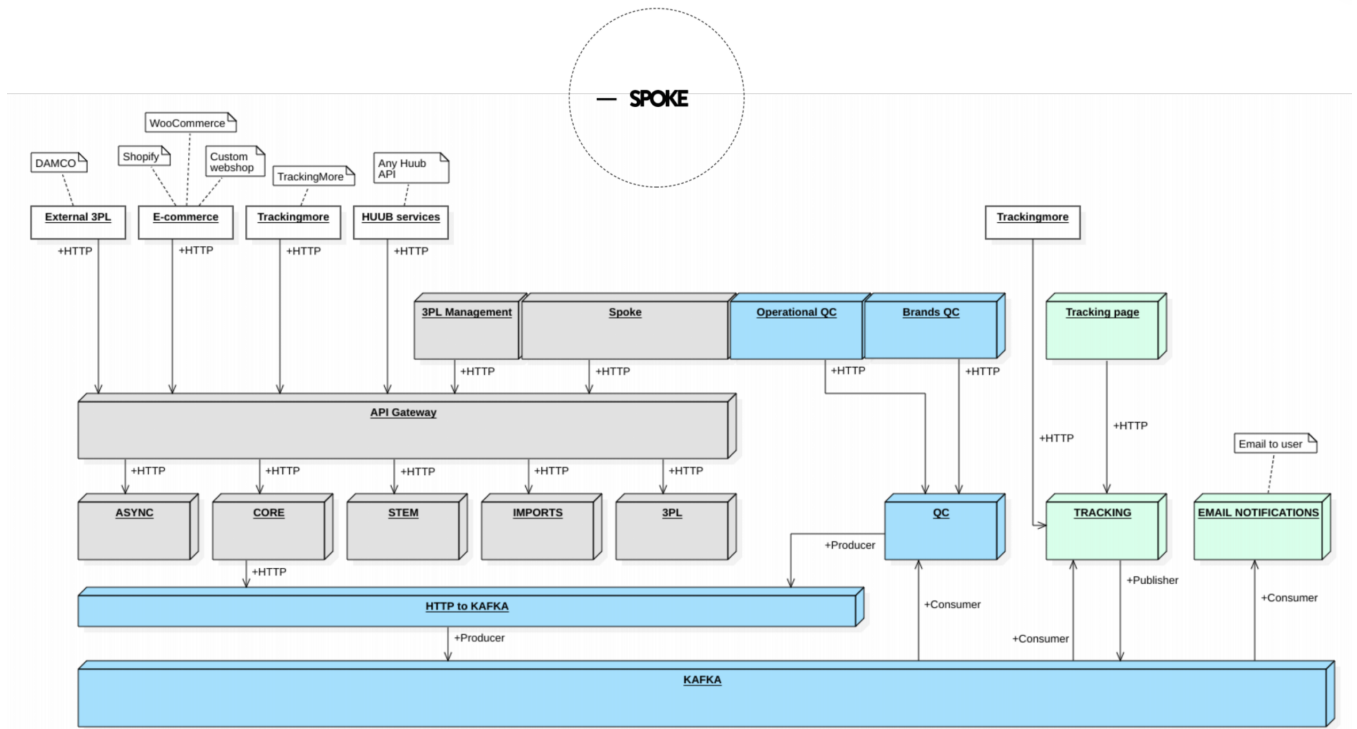 — SPOKE
WooCommerce
DAMCO
Shopify
Custom
webshop
TrackingMore
Any Huub
API
External 3PL
E-commerce
Trackingmore
HUUB services
Trackingmore
+HTTP
+HTTP
+HTTP
+HTTP
3PL Management
Spoke
Operational QC
Brands QC
Tracking page
+HTTP
+HTTP
+HTTP
+HTTP
API Gateway
+HTTP
+HTTP
Email to user
+HTTP
+HTTP
+HTTP
+HTTP
+HTTP
ASYNC
CORE
STEM
IMPORTS
3PL
QC
TRACKING
EMAIL NOTIFICATIONS
+Producer
+HTTP
+Publisher
HTTP to KAFKA
+Consumer
+Consumer
+Producer
+Consumer
KAFKA